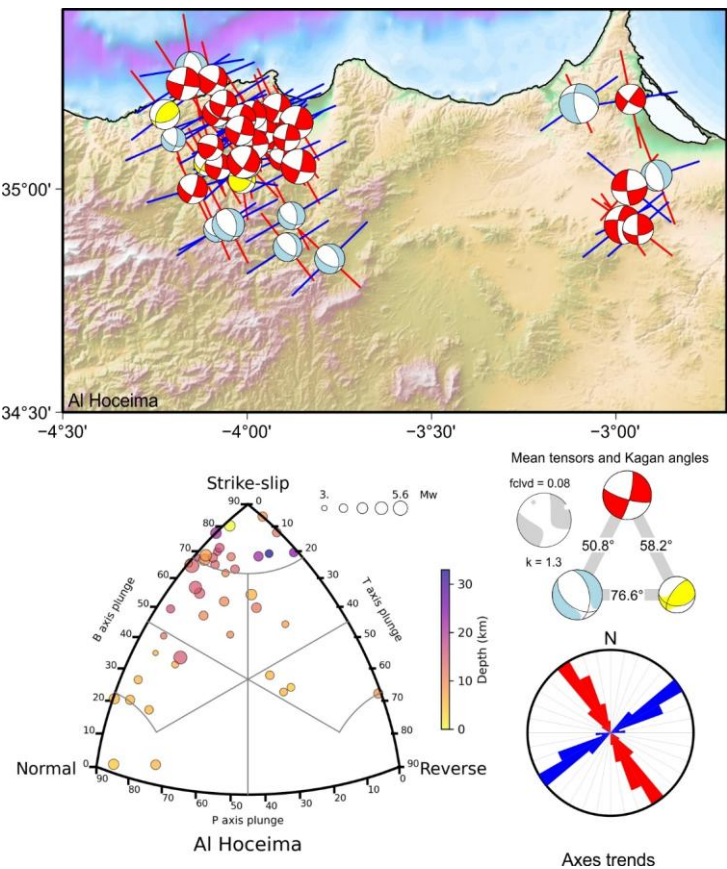 35°00'
Al Hoceima
34°30'
−4°30' −4°00' −3°30' −3°00'
Mean tensors and Kagan angles
Strike-slip
fclvd = 0.08
3. 5.6 Mw
90 0
80 10
70 20
60 30
50 40
40 50
30 60
20 70
10 80
0 90
B axis plunge
T axis plunge
50.8° 58.2°
k = 1.3
76.6°
30
20
10
0
Depth (km)
N
Normal
Reverse
90 80 70 60 50 40 30 20 10 0
P axis plunge
Al Hoceima
Axes trends